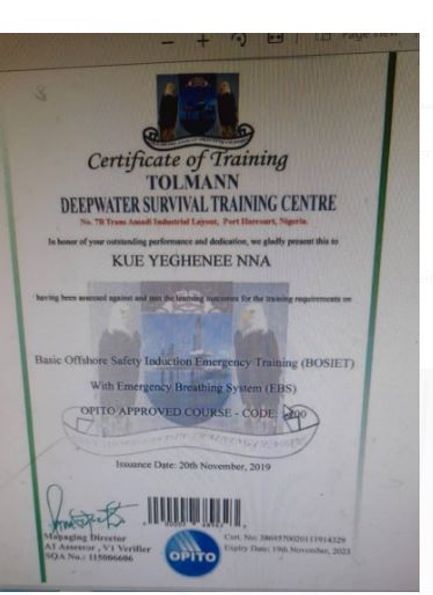 Page view
Certificate of Training
TOLMANN
DEEPWATER SURVIVAL TRAINING CENTRE
No. 7B Trans Amadi Industrial Layout, Port Harcourt, Nigeria.
In honor of your outstanding performance and dedication, we gladly present this to
KUE YEGHENEE NNA
having been assessed against and met the learning outcomes for the training requirements on
Basic Offshore Safety Induction Emergency Training (BOSIET)
With Emergency Breathing System (EBS)
OPITO APPROVED COURSE - CODE:
Issuance Date: 20th November, 2019
Managing Director
A1 Assessor , V1 Verifier
SQA No.: 115006606
OPITO
Cert. No:
Expiry Date: 19th November, 2023